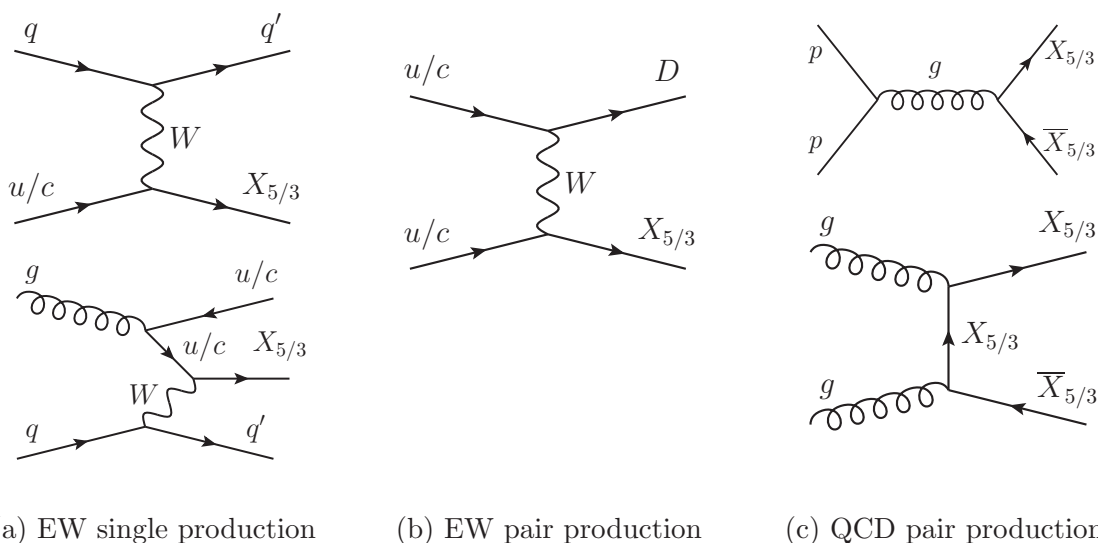 q
q′
W
u/c
X5/3
g
u/c
u/c
X5/3
W
q
q′
a) EW single production
u/c
D
W
u/c
X5/3
(b) EW pair production
p
g
X5/3
p
X̅5/3
g
X5/3
X5/3
g
X̅5/3
(c) QCD pair production